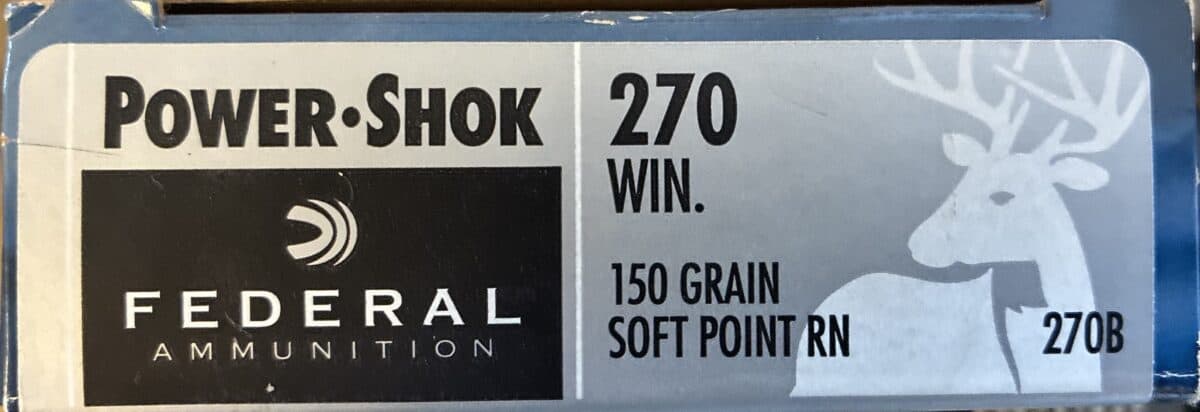 POWER•SHOK
FEDERAL
AMMUNITION
270
WIN.
150 GRAIN
SOFT POINT RN
270B